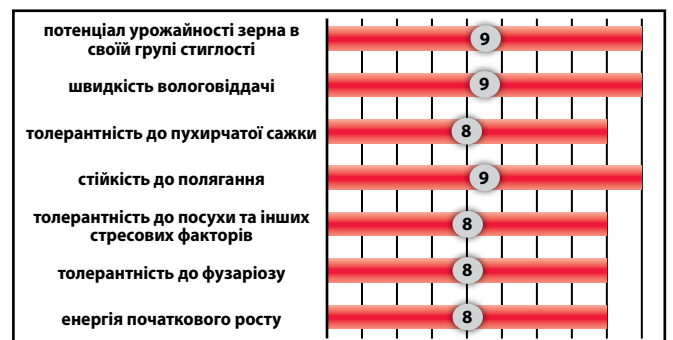 потенціал урожайності зерна в
своїй групі стиглості
9
швидкість вологовіддачі
9
толерантність до пухирчатої сажки
8
стійкість до полягання
9
толерантність до посухи та інших
стресових факторів
8
толерантність до фузаріозу
8
енергія початкового росту
8